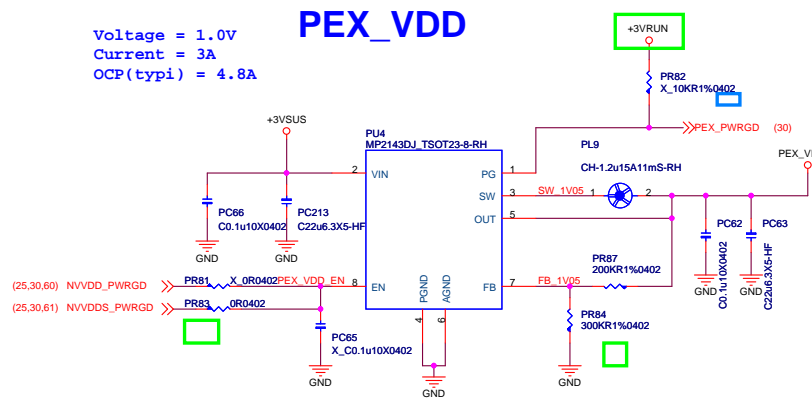 PEX_VDD
Voltage = 1.0V
Current = 3A
OCP(typi) = 4.8A
+3VRUN
PR82
X_10KR1%0402
PEX_PWRGD (30)
+3VSUS
PU4
MP2143DJ_TSOT23-8-RH
PL9
CH-1.2u15A11mS-RH
2 VIN
PG 1
SW 3 SW_1V05 1 2
OUT 5
PC66
C0.1u10X0402
PC213
C22u6.3X5-HF
GND
GND
PC62
C0.1u10X0402
PC63
C22u6.3X5-HF
GND
GND
PR87
200KR1%0402
(25,30,60) NVVDD_PWRGD PR81 X_0R0402 PEX_VDD_EN 8 EN
FB 7 FB_1V05
(25,30,61) NVVDDS_PWRGD PR83 0R0402
PGND
AGND
4
6
PR84
300KR1%0402
PC65
X_C0.1u10X0402
GND
GND
GND